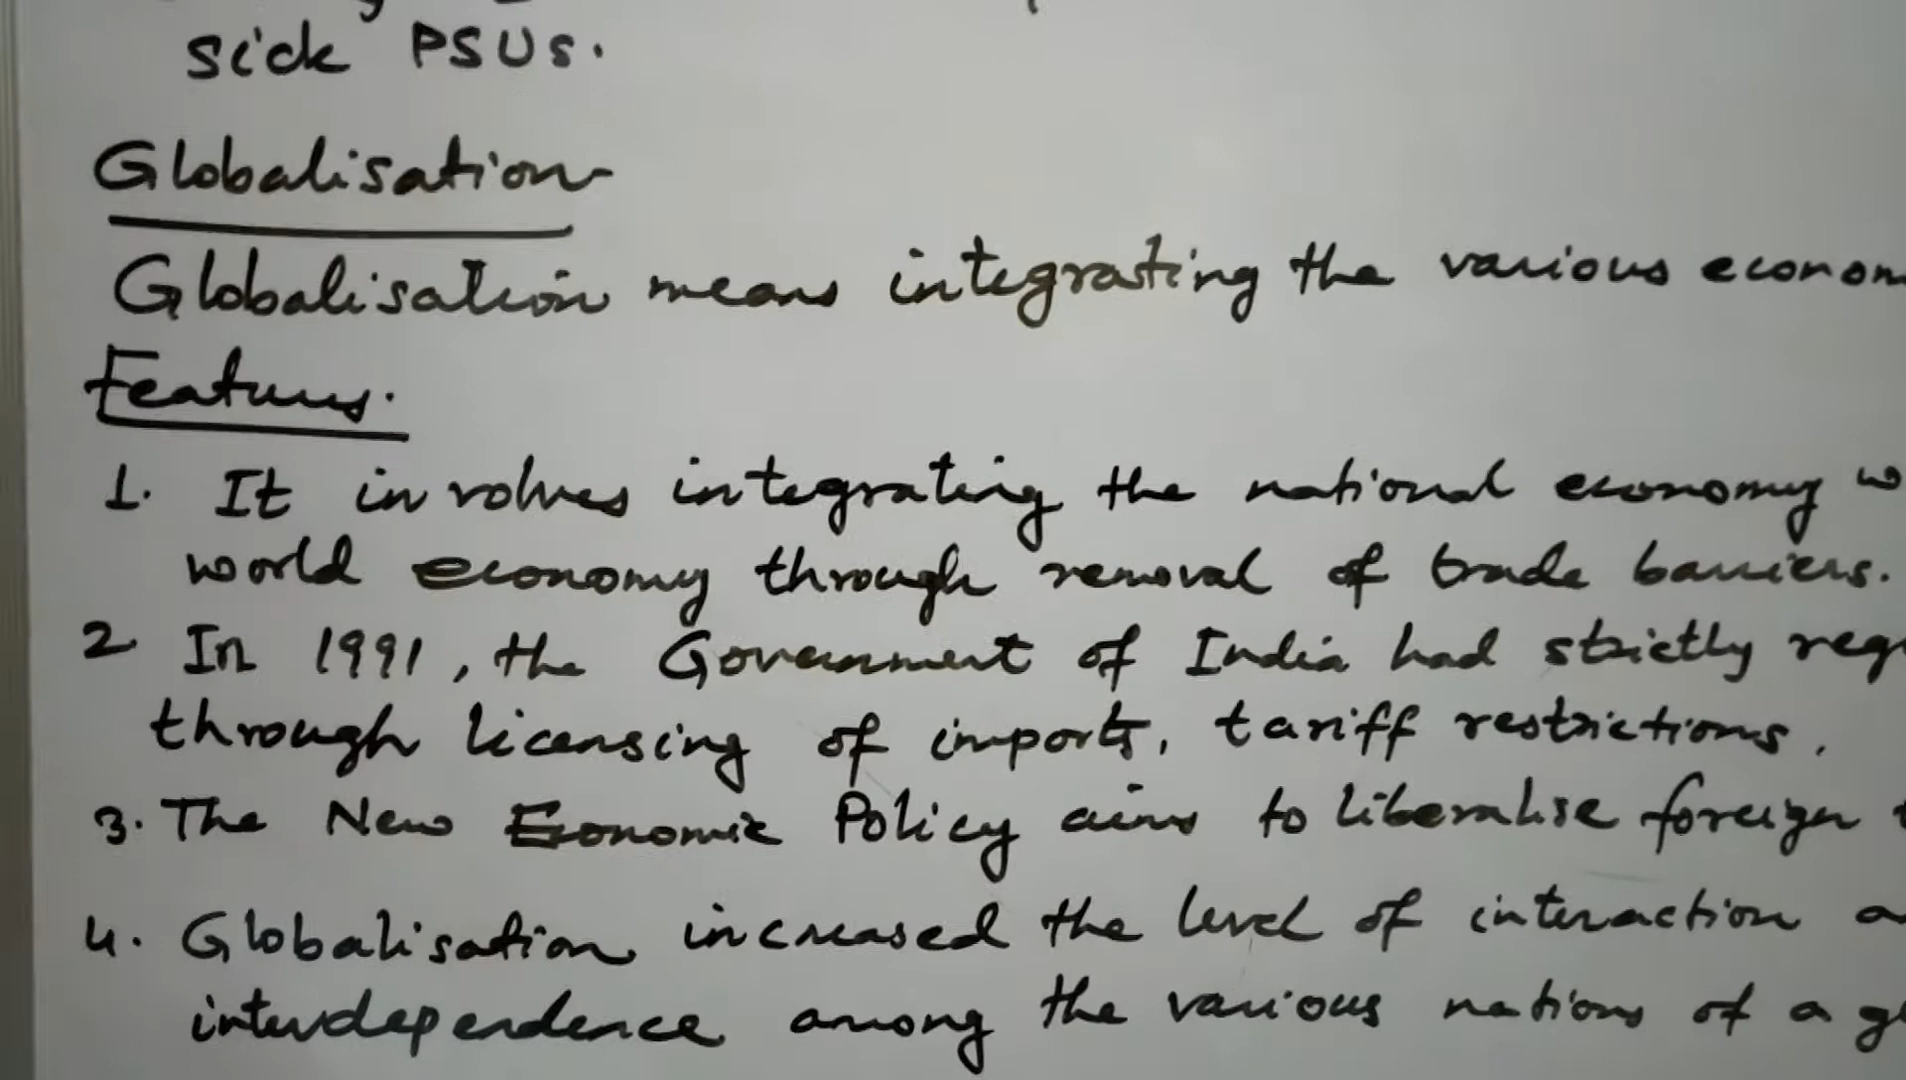 sick PSUs.
Globalisation
Globalisation means integrating the various econom
Features.
1. It involves integrating the national economy w
world economy through removal of trade barriers.
2 In 1991, the Government of India had strictly reg
through licensing of imports, tariff restrictions.
3. The New Economic Policy aims to liberalise foreign t
4. Globalisation increased the level of interaction a
interdependence among the various nations of a gl